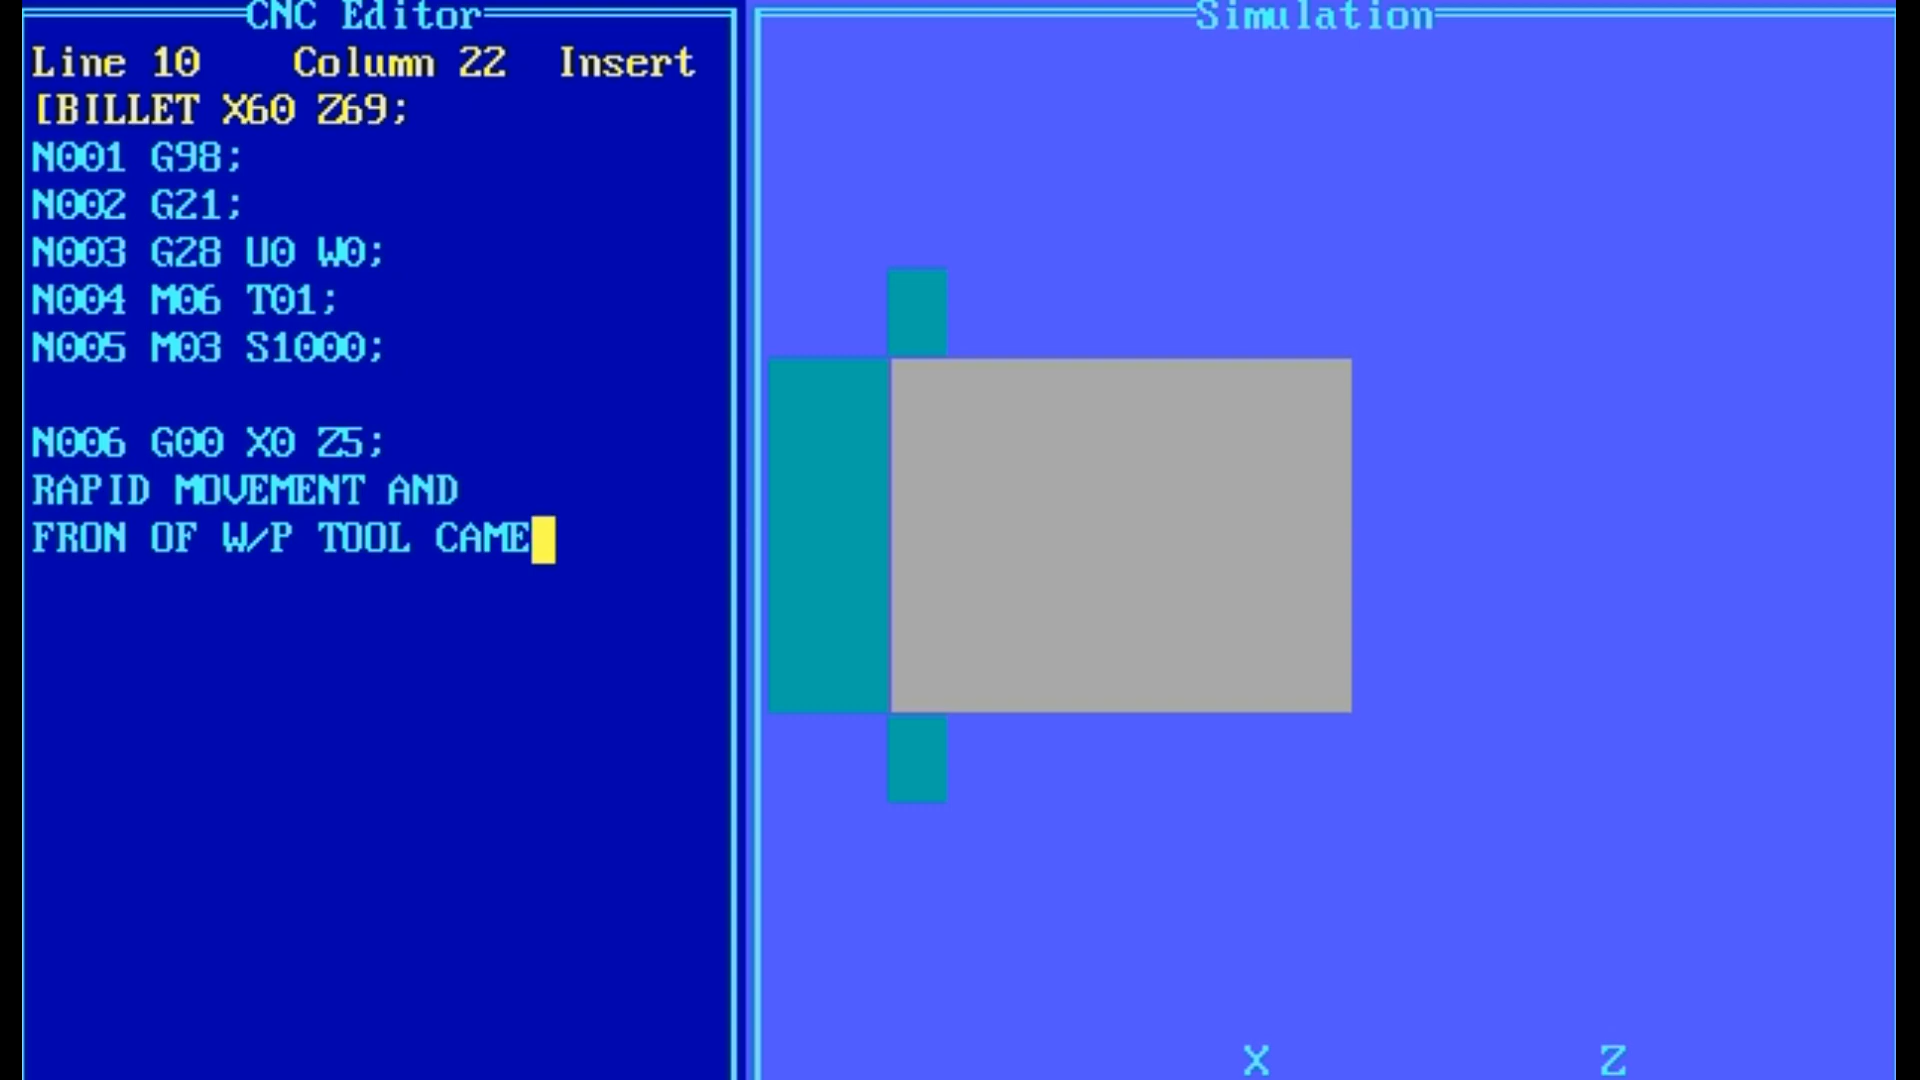 CNC Editor
Line 10 Column 22 Insert
[BILLET X60 Z69;
N001 G98;
N002 G21;
N003 G28 U0 W0;
N004 M06 T01;
N005 M03 S1000;
N006 G00 X0 Z5;
RAPID MOVEMENT AND
FRON OF W/P TOOL CAME
Simulation
X Z